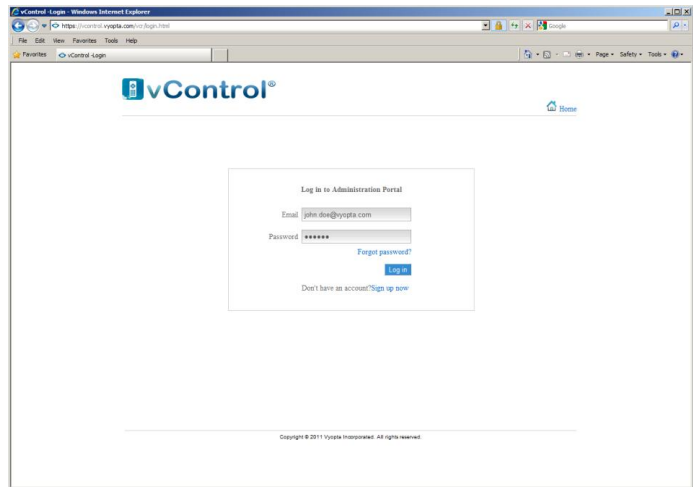 vControl -Login - Windows Internet Explorer
https://vcontrol.vyopta.com/vcr/login.html
Google
File Edit View Favorites Tools Help
Favorites vControl -Login
Page Safety Tools
vControl®
Home
Log in to Administration Portal
Email john.doe@vyopta.com
Password ••••••
Forgot password?
Log in
Don't have an account?Sign up now
Copyright © 2011 Vyopta Incorporated. All rights reserved.